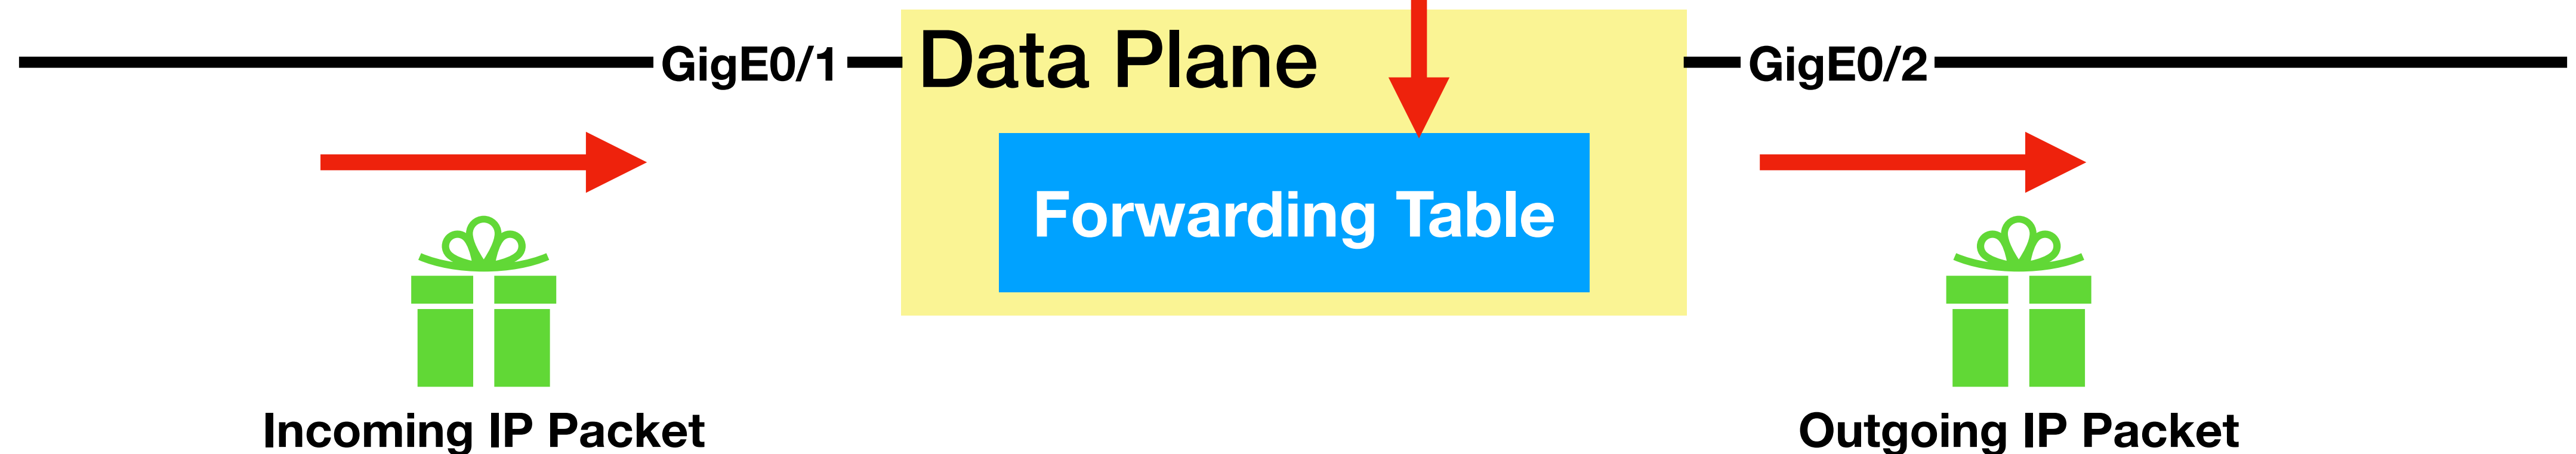 GigE0/1
Data Plane
GigE0/2
Forwarding Table
Incoming IP Packet
Outgoing IP Packet